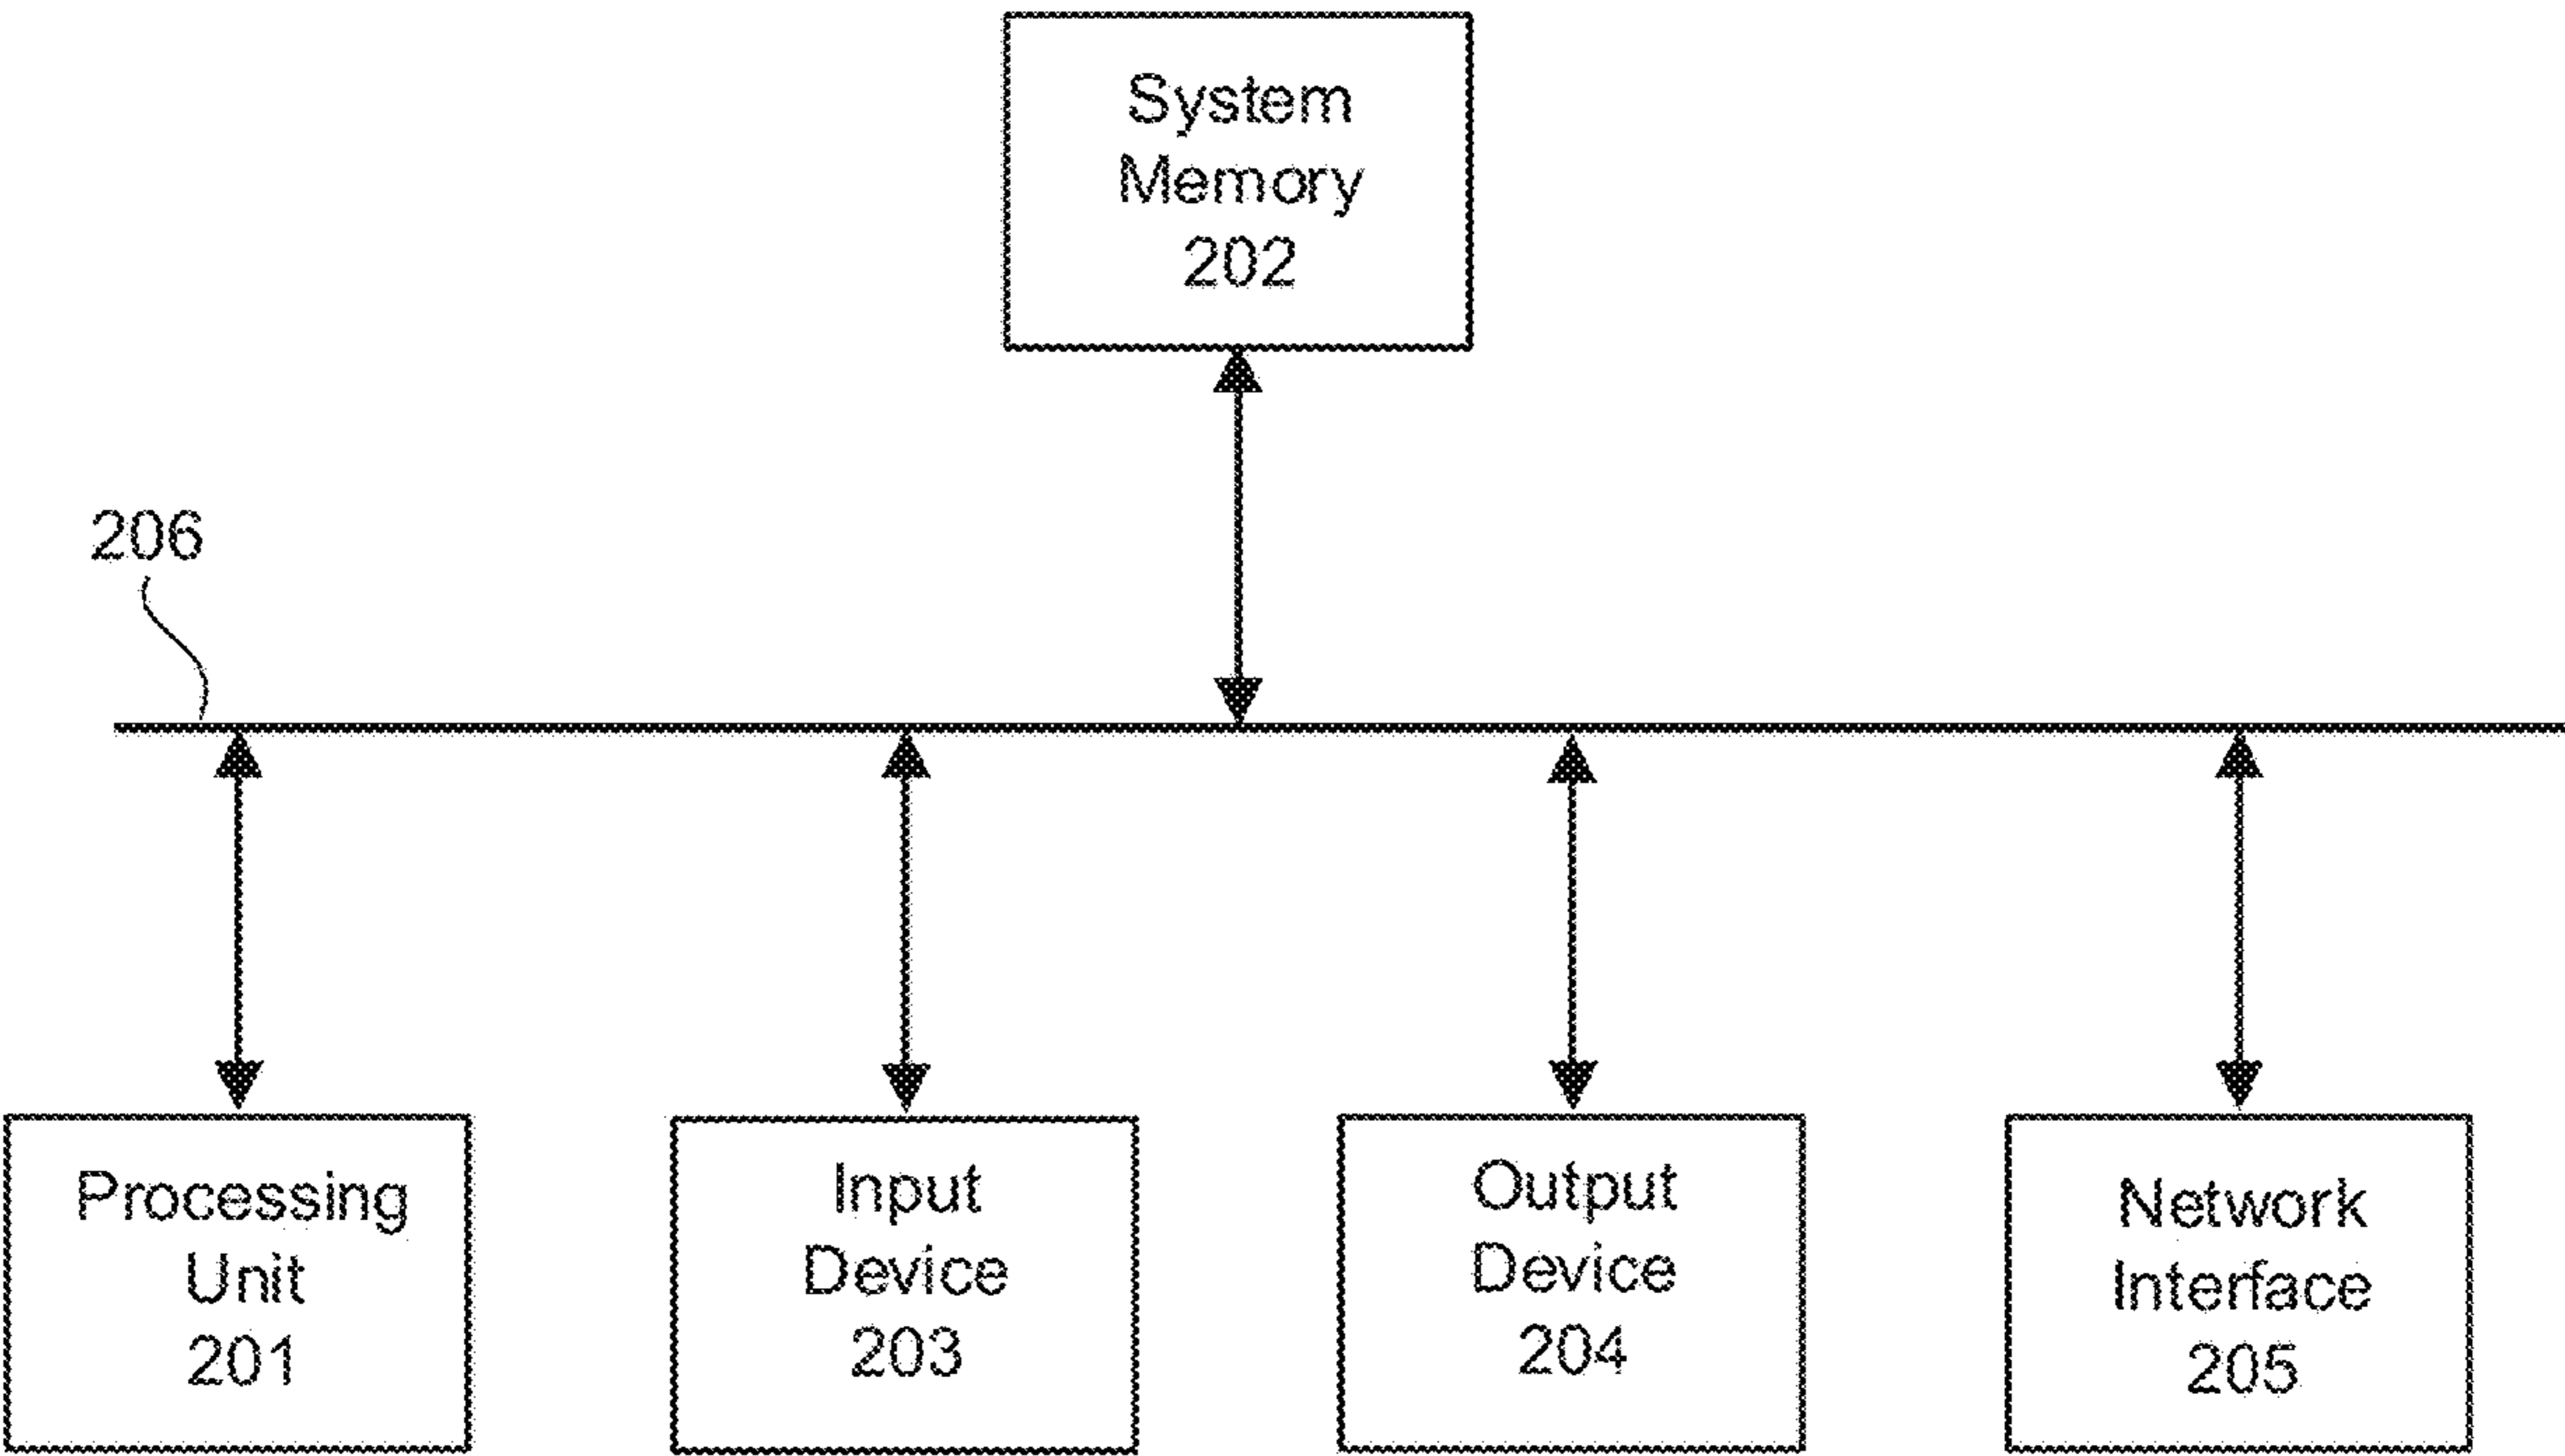 System
Memory
202
206
Processing
Unit
201
Input
Device
203
Output
Device
204
Network
Interface
205